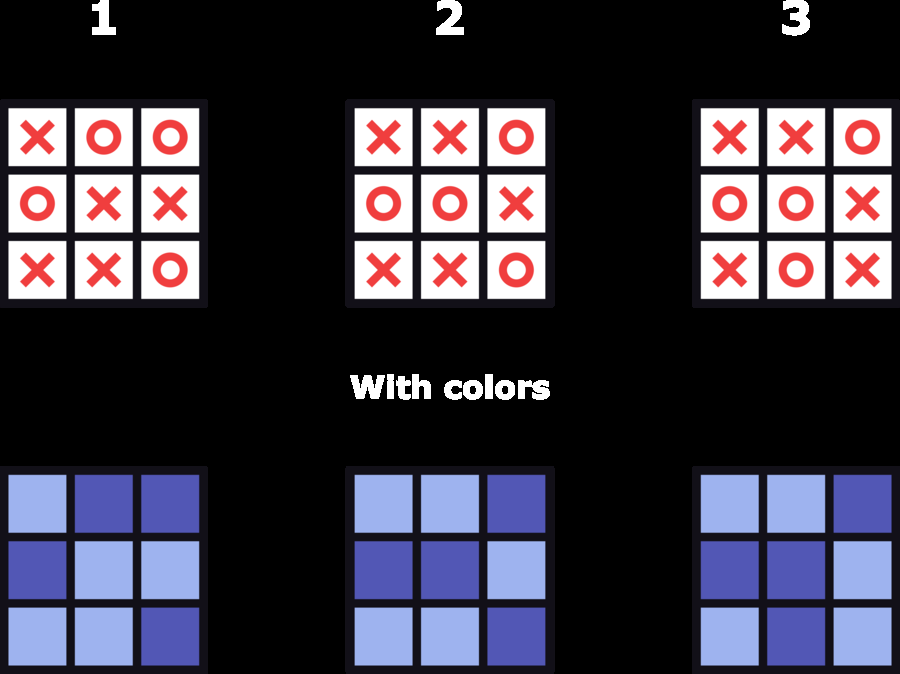 1 2 3
X O O X X O X X O
O X X O O X O O X
X X O X X O X O X
With colors